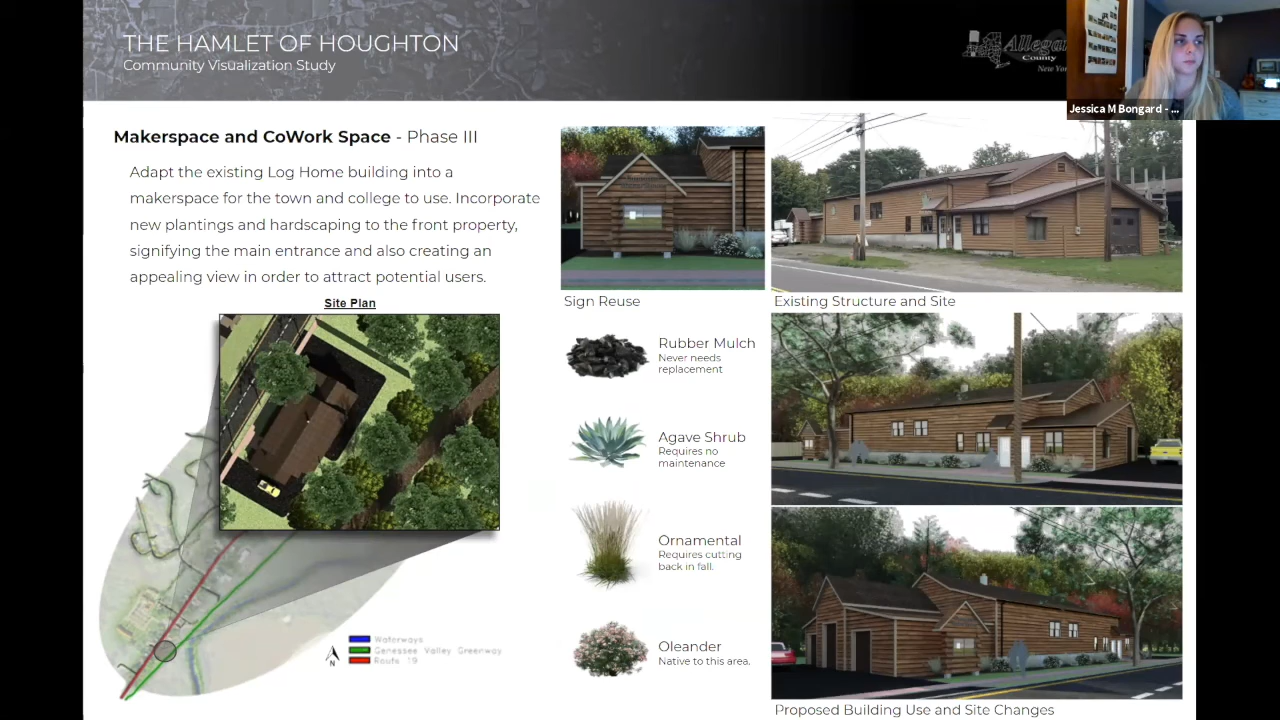 THE HAMLET OF HOUGHTON
Community Visualization Study
County
Jessica M Bongard - ...
Makerspace and CoWork Space - Phase III
Adapt the existing Log Home building into a
makerspace for the town and college to use. Incorporate
new plantings and hardscaping to the front property,
signifying the main entrance and also creating an
appealing view in order to attract potential users.
Site Plan
N
Waterways
Genessee Valley Greenway
Route 19
Sign Reuse
Rubber Mulch
Never needs
replacement
Agave Shrub
Requires no
maintenance
Ornamental
Requires cutting
back in fall.
Oleander
Native to this area.
Existing Structure and Site
Proposed Building Use and Site Changes